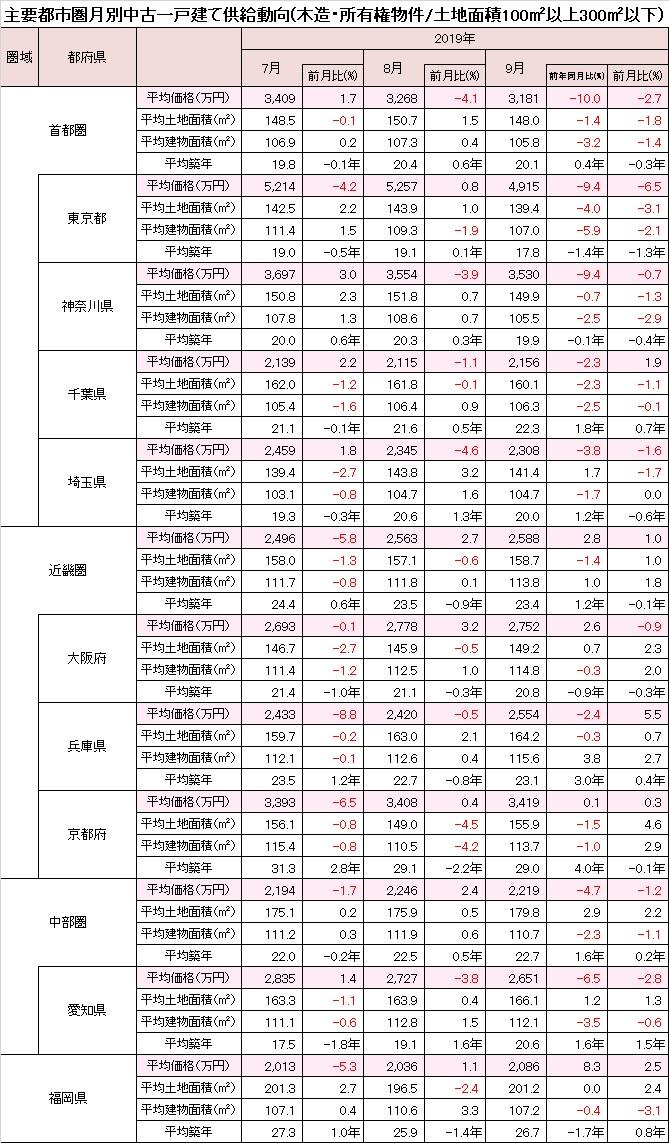 主要都市圏月別中古一戸建て供給動向(木造・所有権物件/土地面積100㎡以上300㎡以下)
圏域 都府県 2019年
7月 前月比(%) 8月 前月比(%) 9月 前年同月比(%) 前月比(%)
首都圏
平均価格(万円) 3,409 1.7 3,268 -4.1 3,181 -10.0 -2.7
平均土地面積(㎡) 148.5 -0.1 150.7 1.5 148.0 -1.4 -1.8
平均建物面積(㎡) 106.9 0.2 107.3 0.4 105.8 -3.2 -1.4
平均築年 19.8 -0.1年 20.4 0.6年 20.1 0.4年 -0.3年
東京都
平均価格(万円) 5,214 -4.2 5,257 0.8 4,915 -9.4 -6.5
平均土地面積(㎡) 142.5 2.2 143.9 1.0 139.4 -4.0 -3.1
平均建物面積(㎡) 111.4 1.5 109.3 -1.9 107.0 -5.9 -2.1
平均築年 19.0 -0.5年 19.1 0.1年 17.8 -1.4年 -1.3年
神奈川県
平均価格(万円) 3,697 3.0 3,554 -3.9 3,530 -9.4 -0.7
平均土地面積(㎡) 150.8 2.3 151.8 0.7 149.9 -0.7 -1.3
平均建物面積(㎡) 107.8 1.3 108.6 0.7 105.5 -2.5 -2.9
平均築年 20.0 0.6年 20.3 0.3年 19.9 -0.1年 -0.4年
千葉県
平均価格(万円) 2,139 2.2 2,115 -1.1 2,156 -2.3 1.9
平均土地面積(㎡) 162.0 -1.2 161.8 -0.1 160.1 -2.3 -1.1
平均建物面積(㎡) 105.4 -1.6 106.4 0.9 106.3 -2.5 -0.1
平均築年 21.1 -0.1年 21.6 0.5年 22.3 1.8年 0.7年
埼玉県
平均価格(万円) 2,459 1.8 2,345 -4.6 2,308 -3.8 -1.6
平均土地面積(㎡) 139.4 -2.7 143.8 3.2 141.4 1.7 -1.7
平均建物面積(㎡) 103.1 -0.8 104.7 1.6 104.7 -1.7 0.0
平均築年 19.3 -0.3年 20.6 1.3年 20.0 1.2年 -0.6年
近畿圏
平均価格(万円) 2,496 -5.8 2,563 2.7 2,588 2.8 1.0
平均土地面積(㎡) 158.0 -1.3 157.1 -0.6 158.7 -1.4 1.0
平均建物面積(㎡) 111.7 -0.8 111.8 0.1 113.8 1.0 1.8
平均築年 24.4 0.6年 23.5 -0.9年 23.4 1.2年 -0.1年
大阪府
平均価格(万円) 2,693 -0.1 2,778 3.2 2,752 2.6 -0.9
平均土地面積(㎡) 146.7 -2.7 145.9 -0.5 149.2 0.7 2.3
平均建物面積(㎡) 111.4 -1.2 112.5 1.0 114.8 -0.3 2.0
平均築年 21.4 -1.0年 21.1 -0.3年 20.8 -0.9年 -0.3年
兵庫県
平均価格(万円) 2,433 -8.8 2,420 -0.5 2,554 -2.4 5.5
平均土地面積(㎡) 159.7 -0.2 163.0 2.1 164.2 -0.3 0.7
平均建物面積(㎡) 112.1 -0.1 112.6 0.4 115.6 3.8 2.7
平均築年 23.5 1.2年 22.7 -0.8年 23.1 3.0年 0.4年
京都府
平均価格(万円) 3,393 -6.5 3,408 0.4 3,419 0.1 0.3
平均土地面積(㎡) 156.1 -0.8 149.0 -4.5 155.9 -1.5 4.6
平均建物面積(㎡) 115.4 -0.8 110.5 -4.2 113.7 -1.0 2.9
平均築年 31.3 2.8年 29.1 -2.2年 29.0 4.0年 -0.1年
中部圏
平均価格(万円) 2,194 -1.7 2,246 2.4 2,219 -4.7 -1.2
平均土地面積(㎡) 175.1 0.2 175.9 0.5 179.8 2.9 2.2
平均建物面積(㎡) 111.2 0.3 111.9 0.6 110.7 -2.3 -1.1
平均築年 22.0 -0.2年 22.5 0.5年 22.7 1.6年 0.2年
愛知県
平均価格(万円) 2,835 1.4 2,727 -3.8 2,651 -6.5 -2.8
平均土地面積(㎡) 163.3 -1.1 163.9 0.4 166.1 1.2 1.3
平均建物面積(㎡) 111.1 -0.6 112.8 1.5 112.1 -3.5 -0.6
平均築年 17.5 -1.8年 19.1 1.6年 20.6 1.6年 1.5年
福岡県
平均価格(万円) 2,013 -5.3 2,036 1.1 2,086 8.3 2.5
平均土地面積(㎡) 201.3 2.7 196.5 -2.4 201.2 0.0 2.4
平均建物面積(㎡) 107.1 0.4 110.6 3.3 107.2 -0.4 -3.1
平均築年 27.3 1.0年 25.9 -1.4年 26.7 -1.7年 0.8年